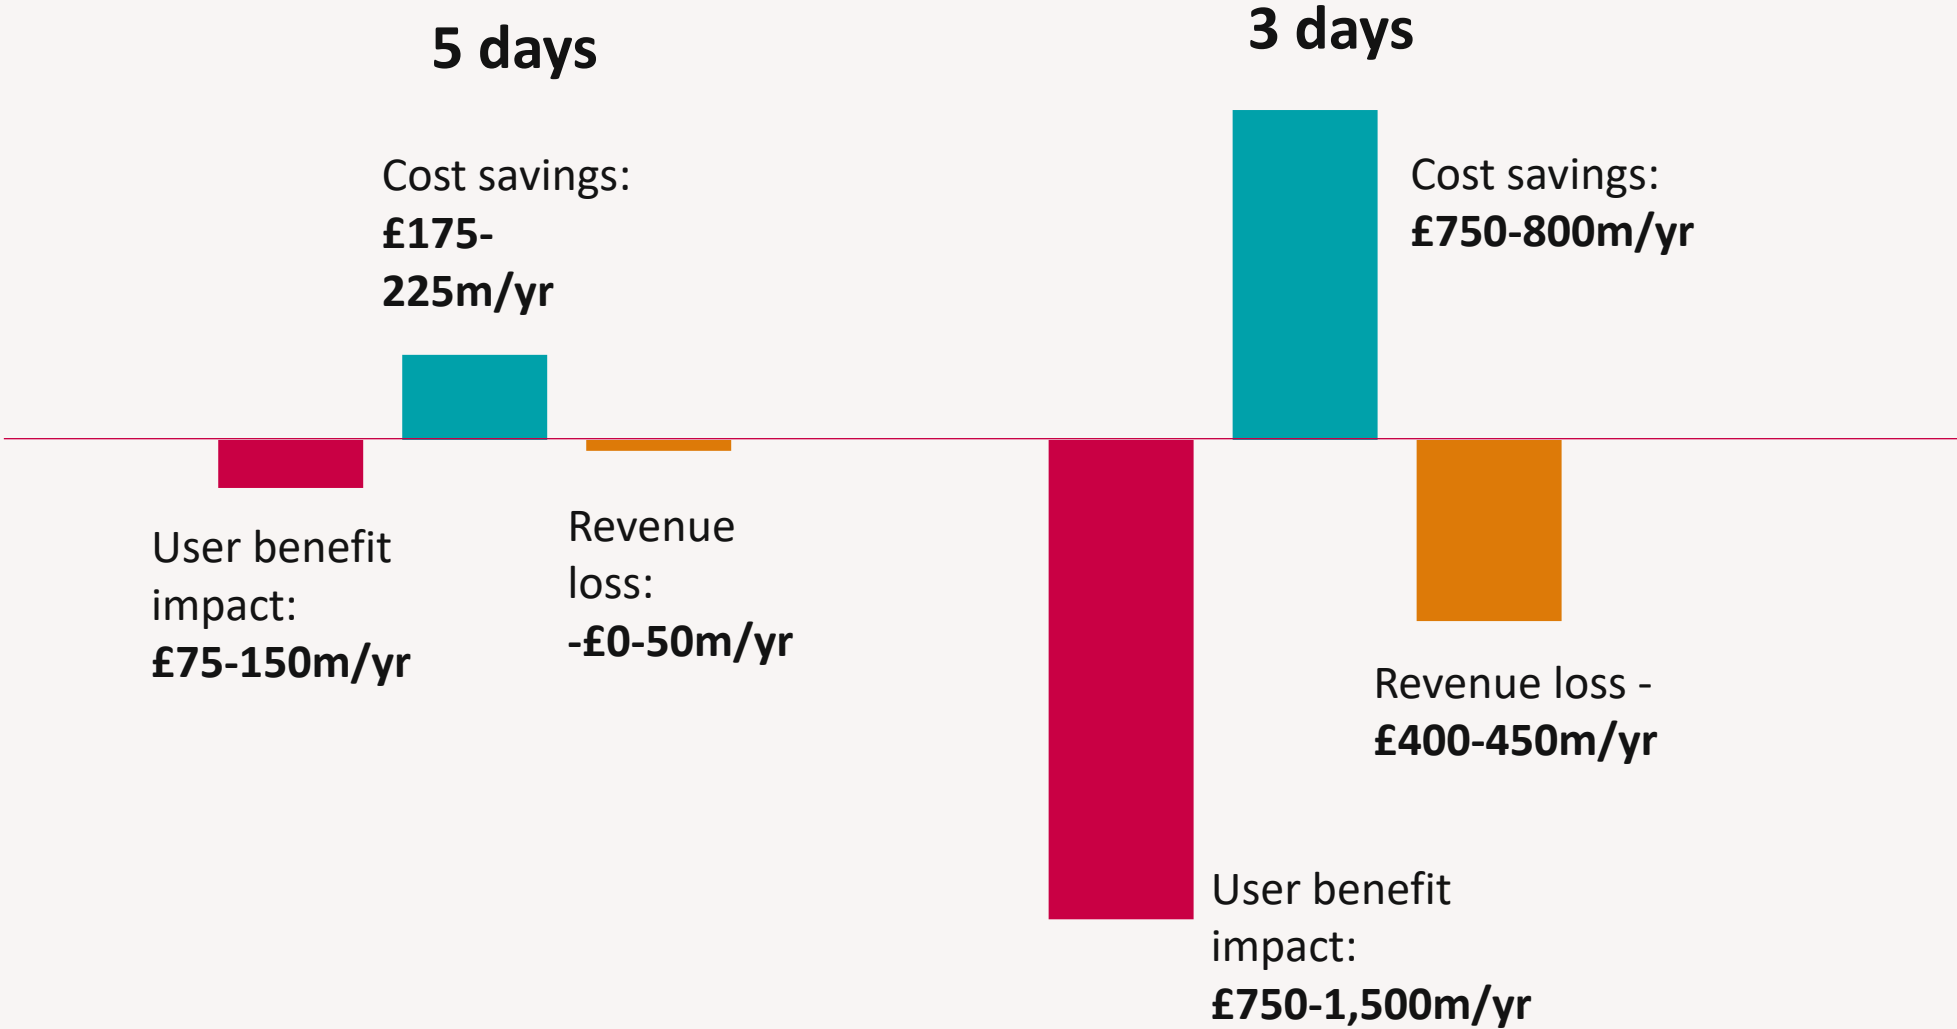 5 days
Cost savings:
£175-
225m/yr
User benefit
impact:
£75-150m/yr
Revenue
loss:
-£0-50m/yr
3 days
Cost savings:
£750-800m/yr
Revenue loss -
£400-450m/yr
User benefit
impact:
£750-1,500m/yr